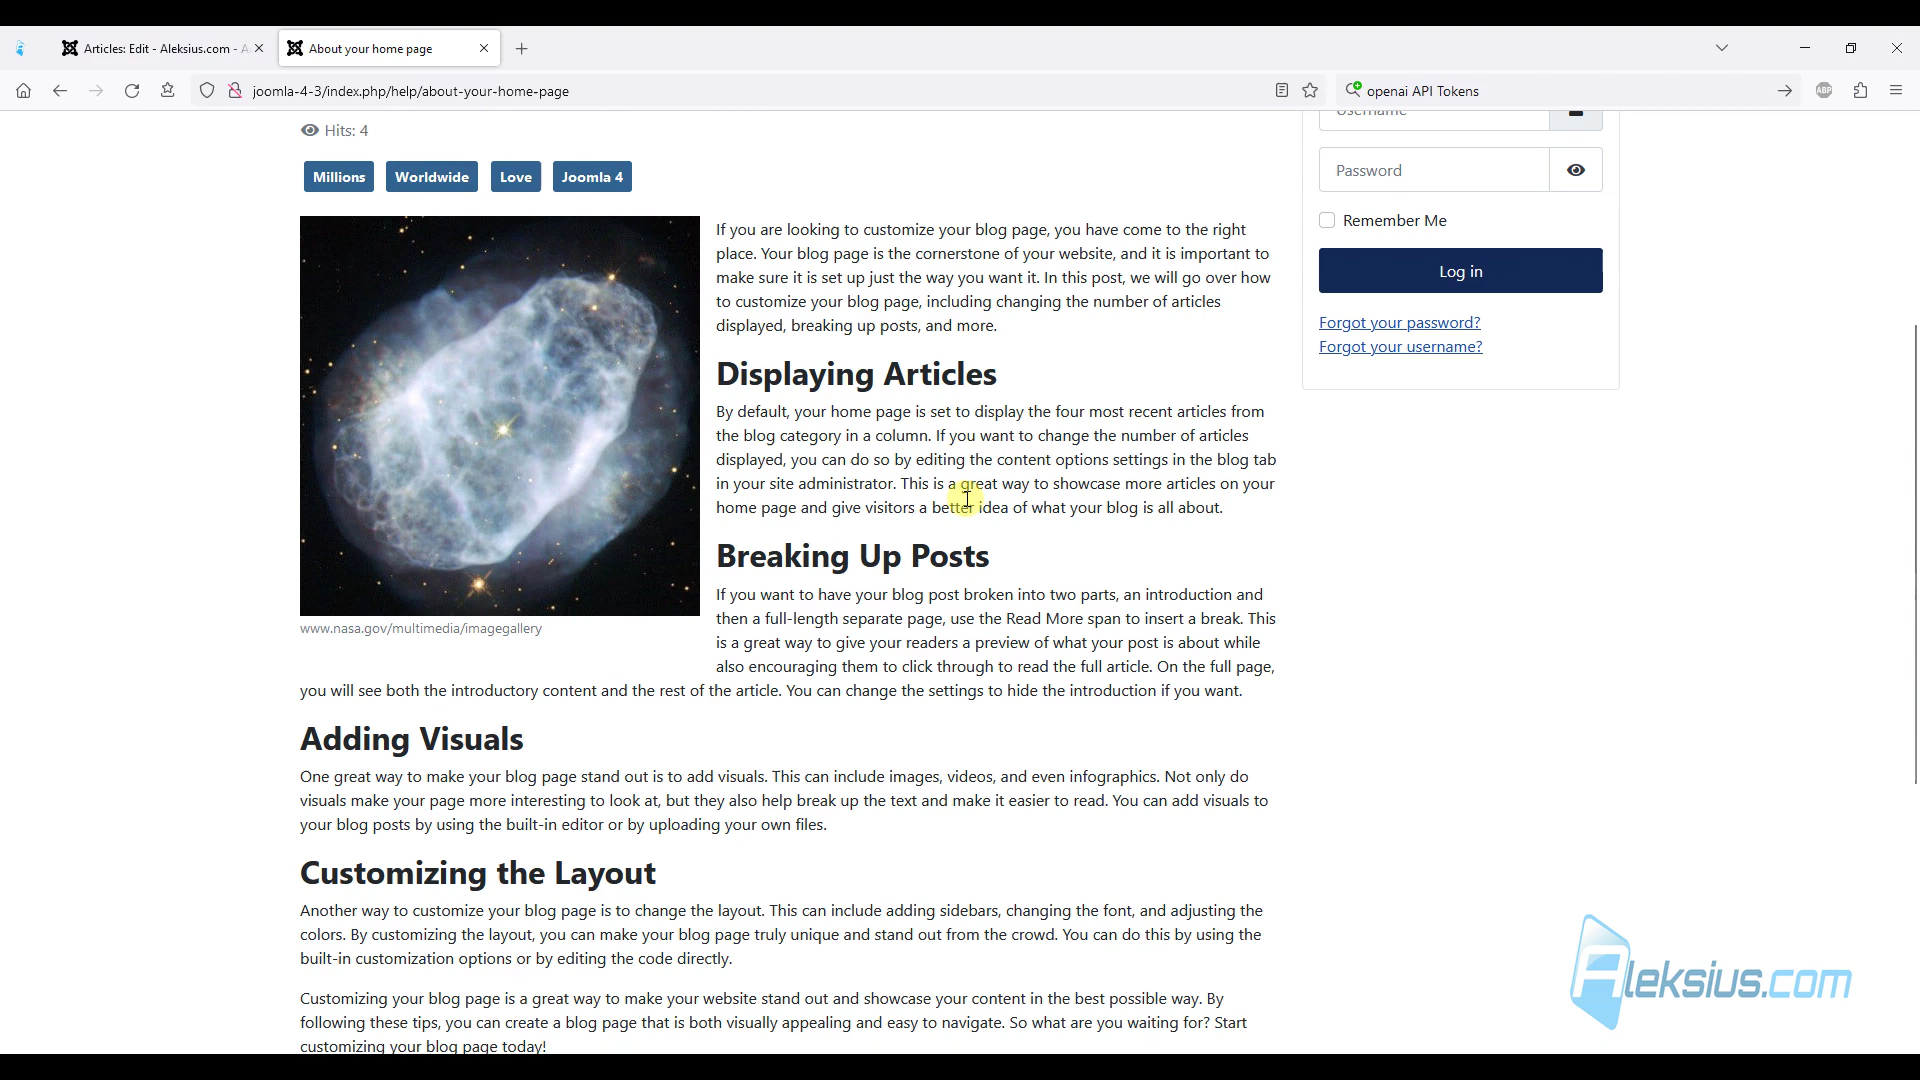 Articles: Edit - Aleksius.com - A
About your home page
joomla-4-3/index.php/help/about-your-home-page
openai API Tokens
ABP
Hits: 4
Millions
Worldwide
Love
Joomla 4
If you are looking to customize your blog page, you have come to the right
place. Your blog page is the cornerstone of your website, and it is important to
make sure it is set up just the way you want it. In this post, we will go over how
to customize your blog page, including changing the number of articles
displayed, breaking up posts, and more.
Displaying Articles
By default, your home page is set to display the four most recent articles from
the blog category in a column. If you want to change the number of articles
displayed, you can do so by editing the content options settings in the blog tab
in your site administrator. This is a great way to showcase more articles on your
home page and give visitors a better idea of what your blog is all about.
Breaking Up Posts
If you want to have your blog post broken into two parts, an introduction and
then a full-length separate page, use the Read More span to insert a break. This
is a great way to give your readers a preview of what your post is about while
also encouraging them to click through to read the full article. On the full page,
you will see both the introductory content and the rest of the article. You can change the settings to hide the introduction if you want.
www.nasa.gov/multimedia/imagegallery
Adding Visuals
One great way to make your blog page stand out is to add visuals. This can include images, videos, and even infographics. Not only do
visuals make your page more interesting to look at, but they also help break up the text and make it easier to read. You can add visuals to
your blog posts by using the built-in editor or by uploading your own files.
Customizing the Layout
Another way to customize your blog page is to change the layout. This can include adding sidebars, changing the font, and adjusting the
colors. By customizing the layout, you can make your blog page truly unique and stand out from the crowd. You can do this by using the
built-in customization options or by editing the code directly.
Customizing your blog page is a great way to make your website stand out and showcase your content in the best possible way. By
following these tips, you can create a blog page that is both visually appealing and easy to navigate. So what are you waiting for? Start
customizing your blog page today!
Username
Password
Remember Me
Log in
Forgot your password?
Forgot your username?
Aleksius.com